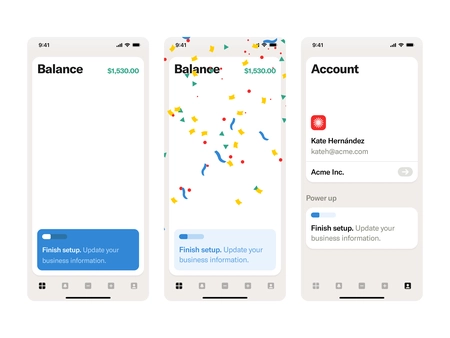 9:41
Balance
$1,530.00
Finish setup. Update your
business information.
9:41
Balance
$1,530.00
Finish setup. Update your
business information.
9:41
Account
Kate Hernández
kateh@acme.com
Acme Inc.
Power up
Finish setup. Update your
business information.